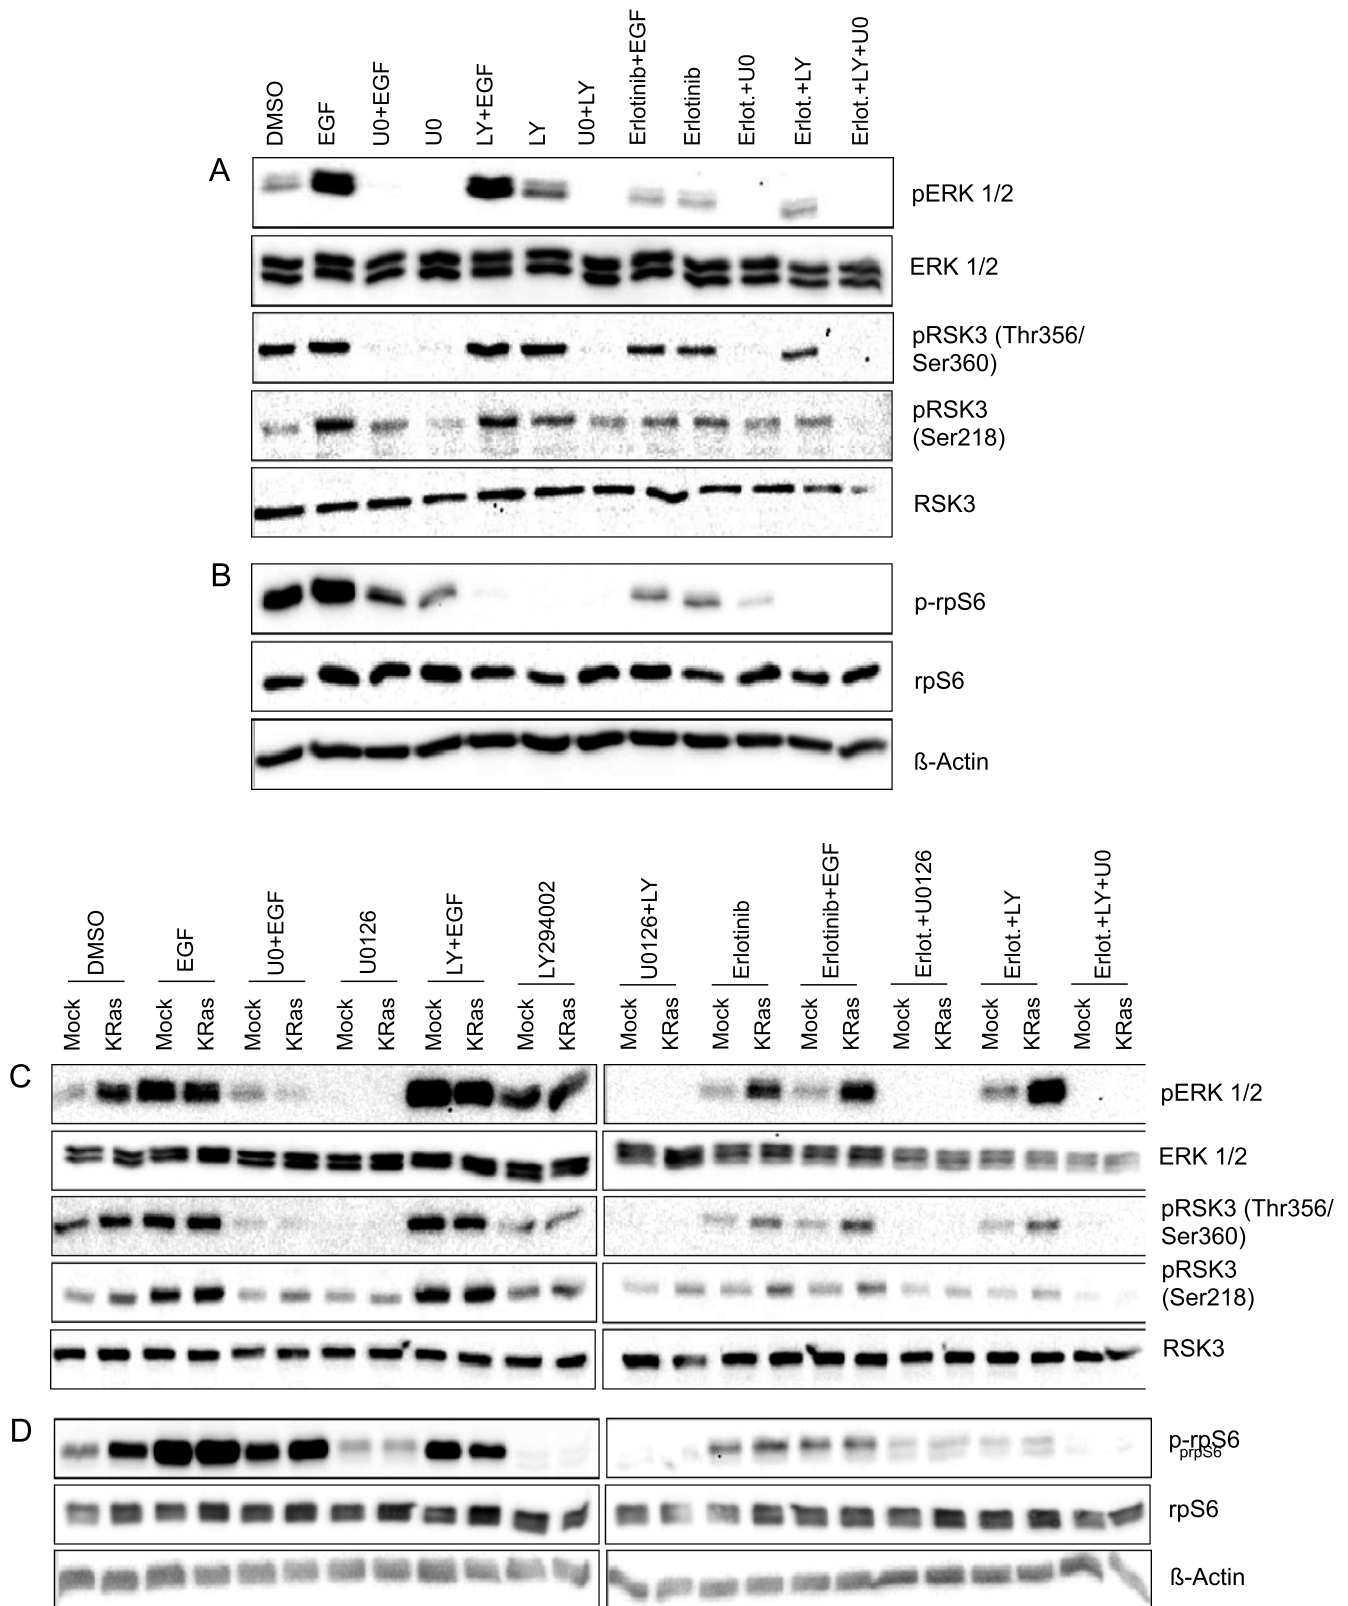 DMSO
EGF
U0+EGF
U0
LY+EGF
LY
U0+LY
Erlotinib+EGF
Erlotinib
Erlot.+U0
Erlot.+LY
Erlot.+LY+U0
A
pERK 1/2
ERK 1/2
pRSK3 (Thr356/
Ser360)
pRSK3
(Ser218)
RSK3
B
p-rpS6
rpS6
ß-Actin
DMSO
EGF
U0+EGF
U0126
LY+EGF
LY294002
U0126+LY
Erlotinib
Erlotinib+EGF
Erlot.+U0126
Erlot.+LY
Erlot.+LY+U0
Mock
KRas
Mock
KRas
Mock
KRas
Mock
KRas
Mock
KRas
Mock
KRas
Mock
KRas
Mock
KRas
Mock
KRas
Mock
KRas
Mock
KRas
Mock
KRas
C
pERK 1/2
ERK 1/2
pRSK3 (Thr356/
Ser360)
pRSK3
(Ser218)
RSK3
D
p-rpS6
prpS6
rpS6
ß-Actin